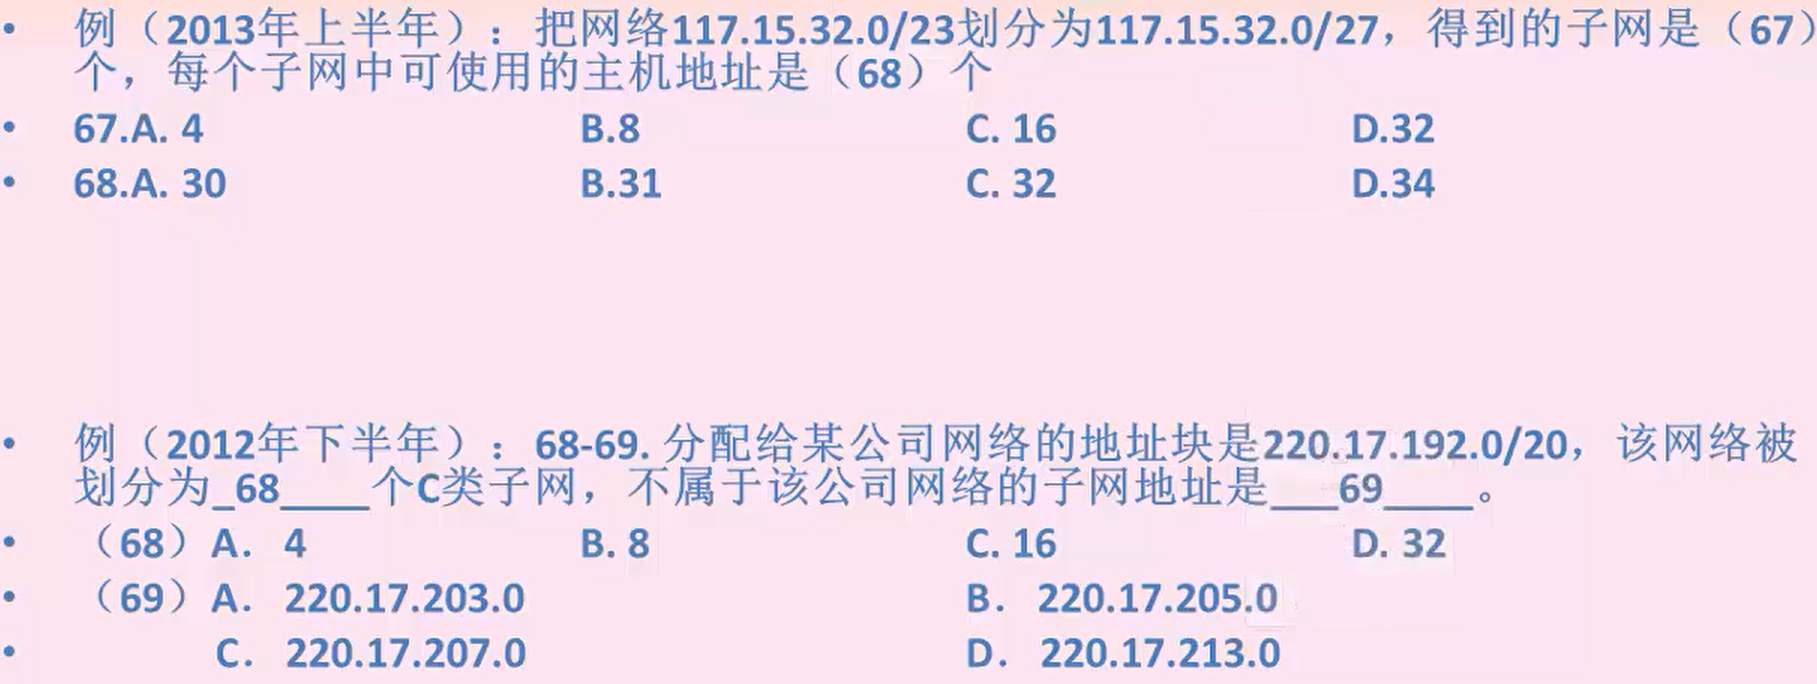 • 例（2013年上半年）：把网络117.15.32.0/23划分为117.15.32.0/27，得到的子网是（67）
个，每个子网中可使用的主机地址是（68）个
• 67.A. 4 B.8 C. 16 D.32
• 68.A. 30 B.31 C. 32 D.34
• 例（2012年下半年）：68-69. 分配给某公司网络的地址块是220.17.192.0/20，该网络被
划分为_68____个C类子网，不属于该公司网络的子网地址是___69____。
• （68）A. 4 B. 8 C. 16 D. 32
• （69）A. 220.17.203.0 B. 220.17.205.0
• C. 220.17.207.0 D. 220.17.213.0